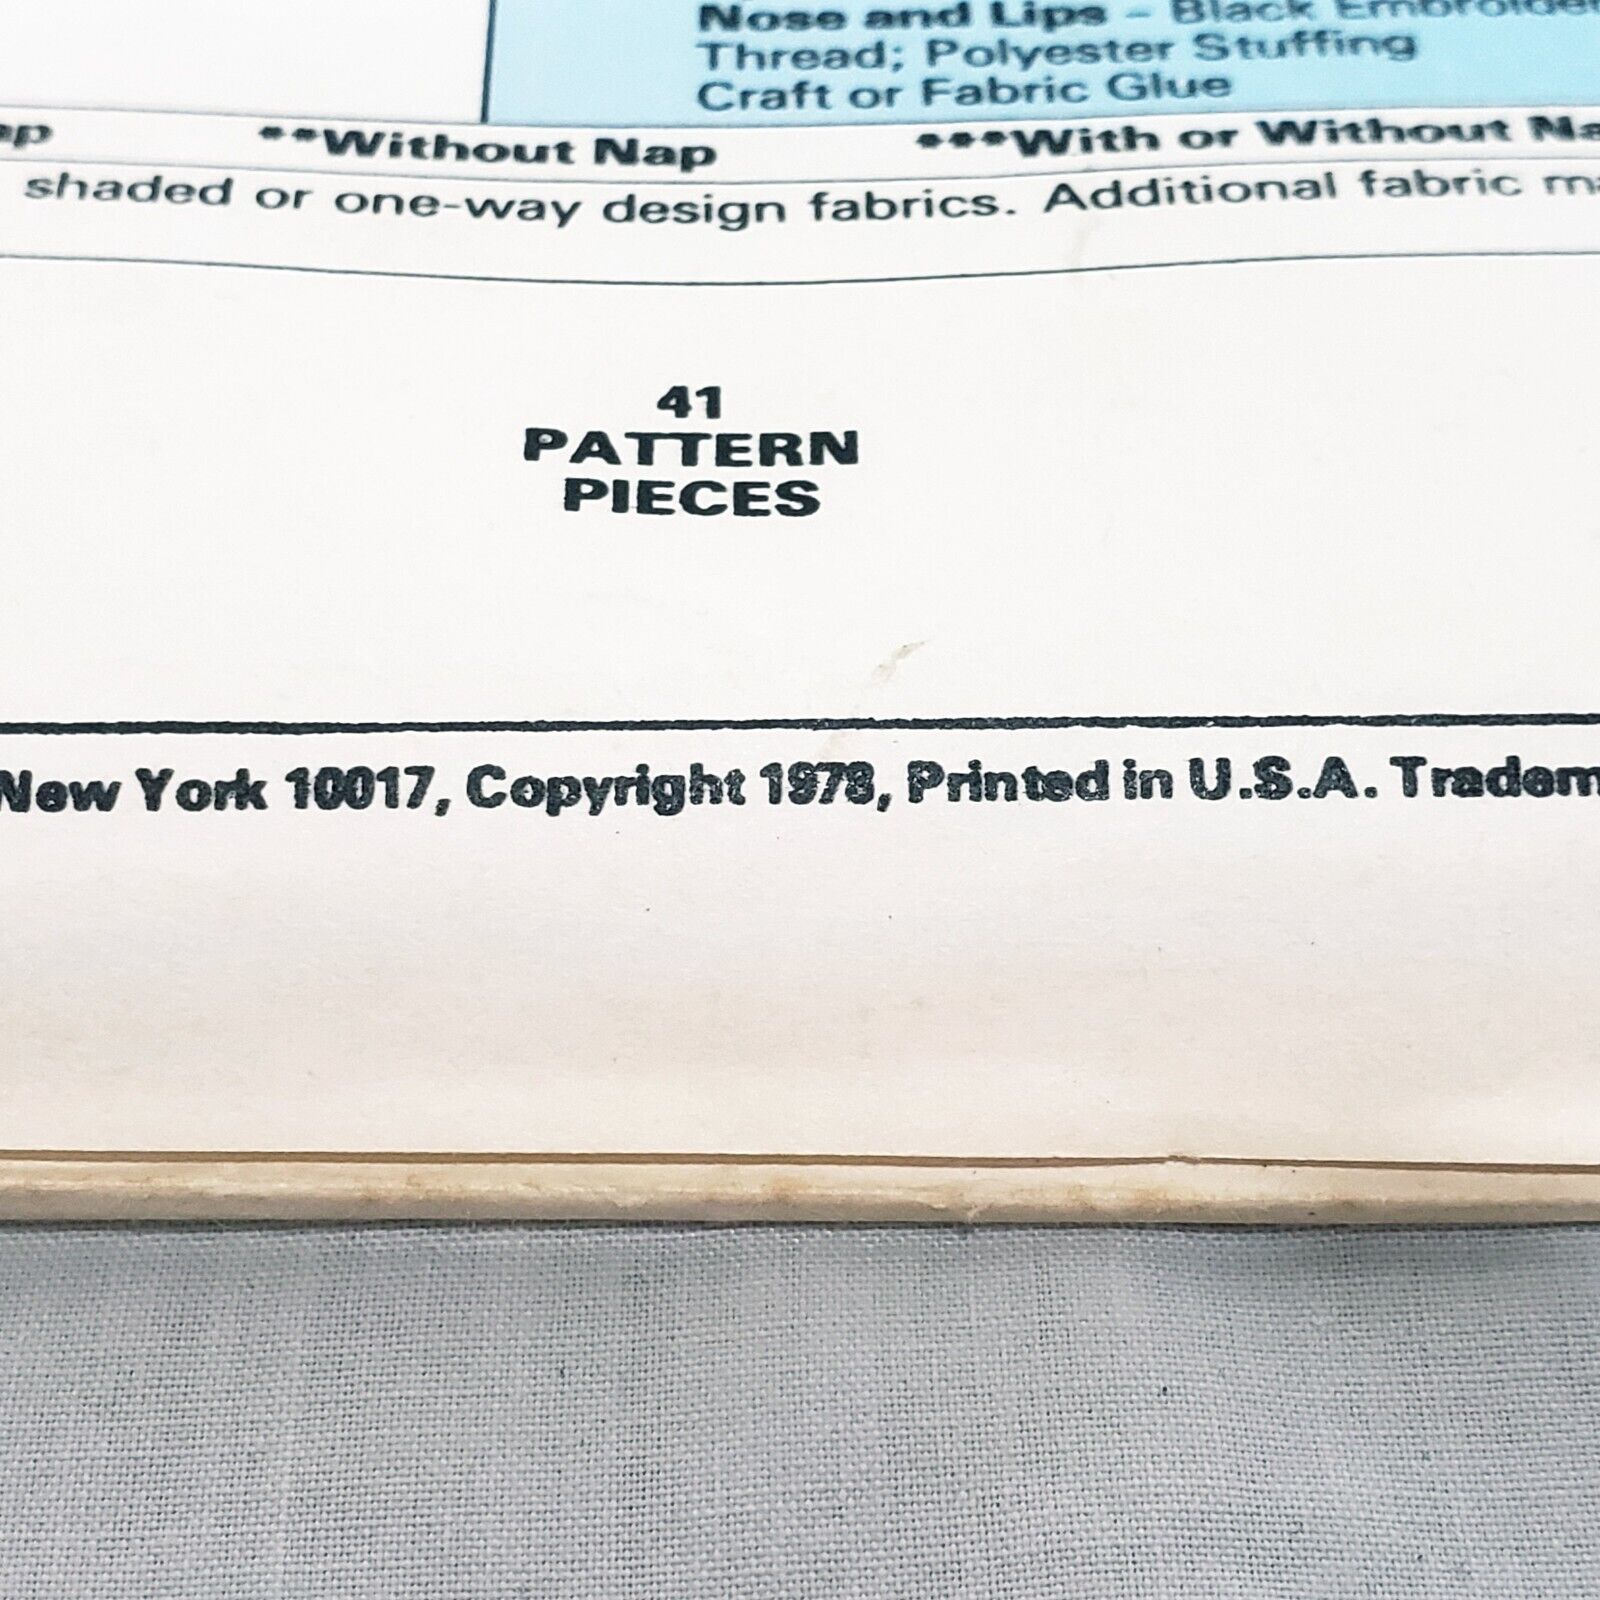 Nose and Lips - Black
Thread; Polyester Stuffing
Craft or Fabric Glue
**Without Nap ***With or Without
shaded or one-way design fabrics. Additional fabric
41
PATTERN
PIECES
New York 10017, Copyright 1978, Printed in U.S.A.